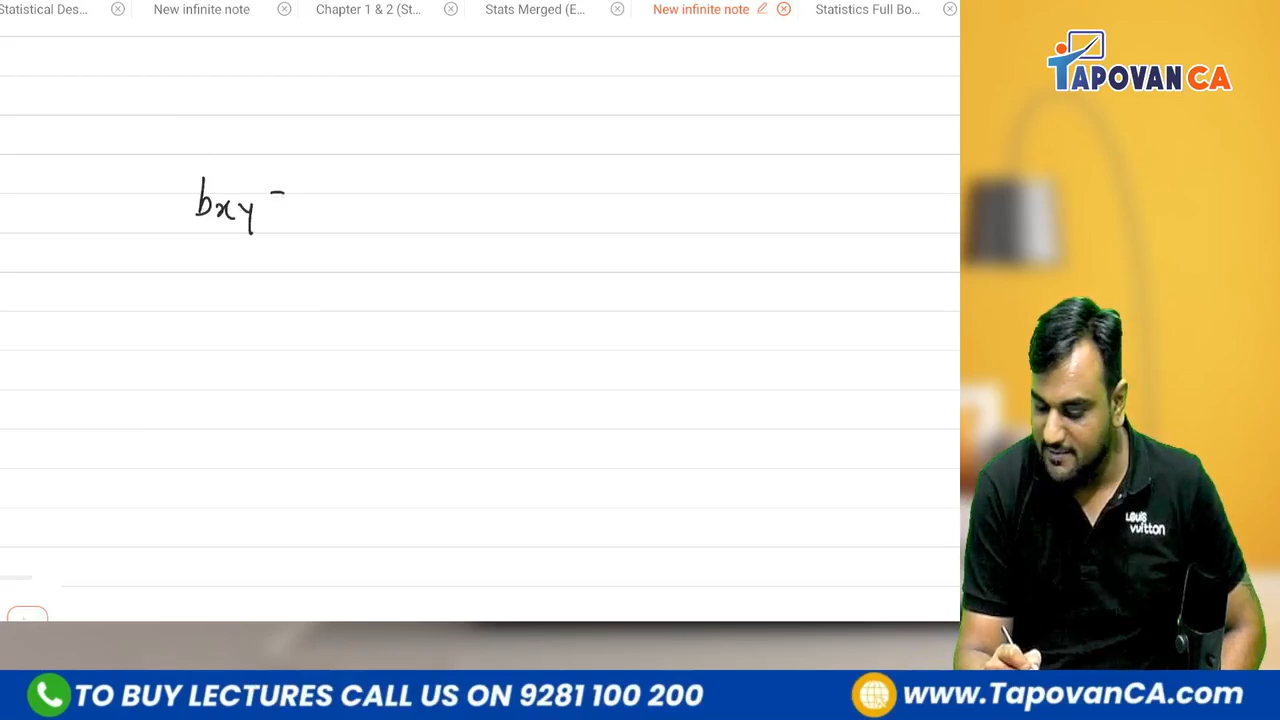 Statistical Des...
New infinite note
Chapter 1 & 2 (St...
Stats Merged (E...
New infinite note
Statistics Full Bo...
TAPOVAN CA
bxy -
LOUIS
vuitton
TO BUY LECTURES CALL US ON 9281 100 200
www.TapovanCA.com